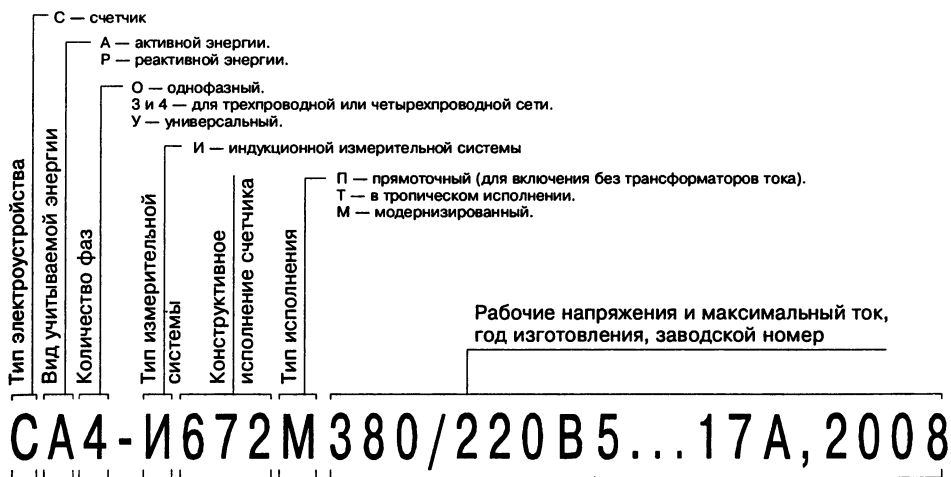 С — счетчик
А — активной энергии.
Р — реактивной энергии.
О — однофазный.
3 и 4 — для трехпроводной или четырехпроводной сети.
У — универсальный.
И — индукционной измерительной системы
П — прямоточный (для включения без трансформаторов тока).
Т — в тропическом исполнении.
М — модернизированный.
Тип электроустройства
Вид учитываемой энергии
Количество фаз
Тип измерительной
системы
Конструктивное
исполнение счетчика
Тип исполнения
Рабочие напряжения и максимальный ток,
год изготовления, заводской номер
СА4-И672М380/220В5...17А,2008